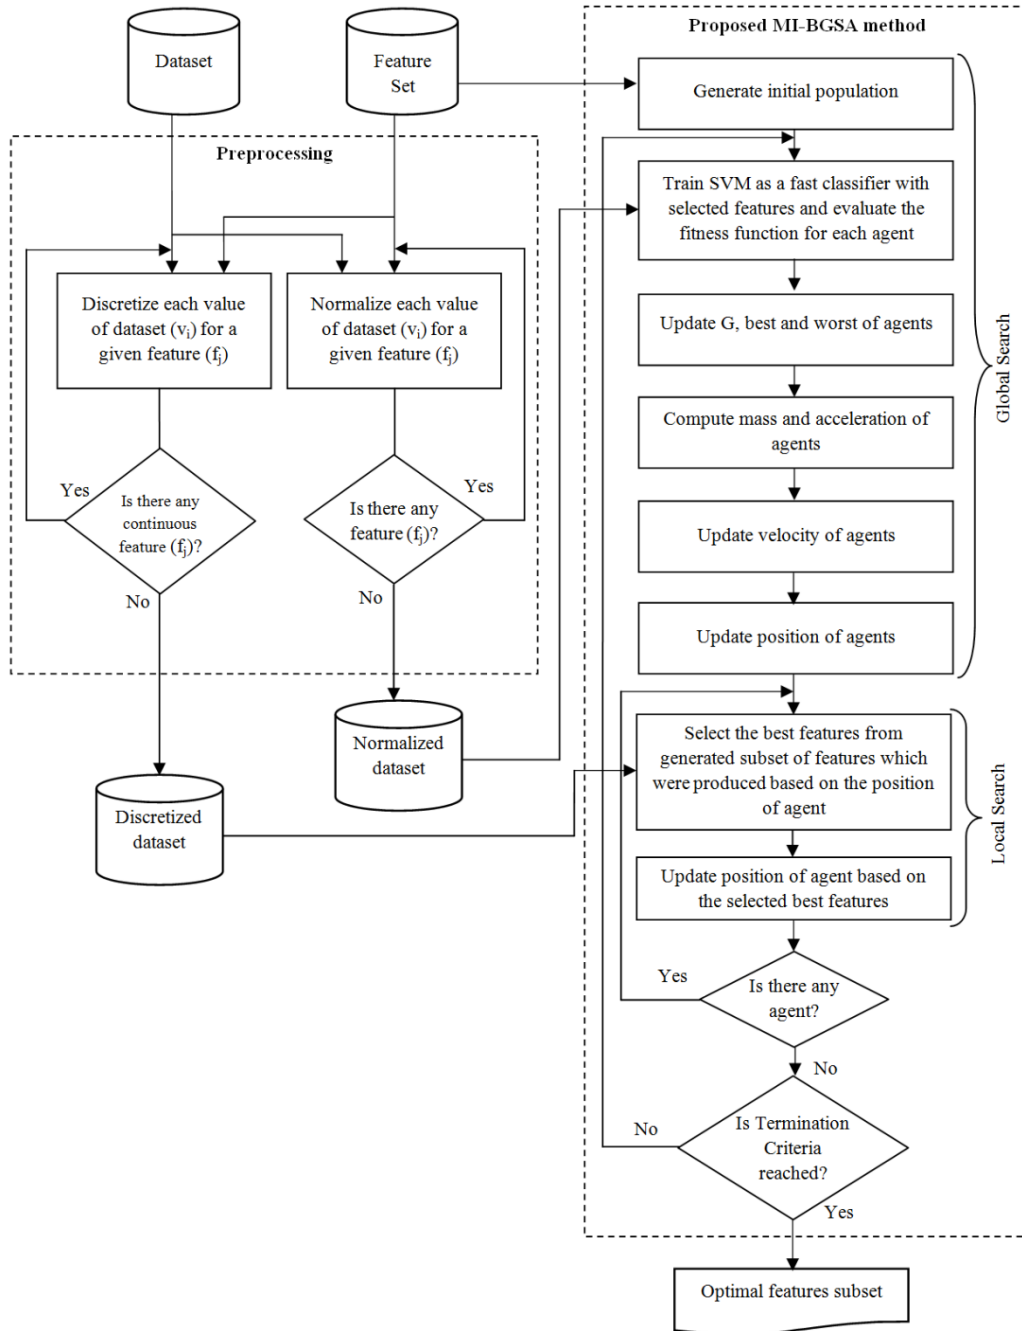 Dataset
Feature
Set
Preprocessing
Discretize each value
of dataset (vi) for a
given feature (fj)
Normalize each value
of dataset (vi) for a
given feature (fj)
Yes
Is there any
continuous
feature (fj)?
No
Yes
Is there any
feature (fj)?
No
Normalized
dataset
Discretized
dataset
Proposed MI-BGSA method
Generate initial population
Train SVM as a fast classifier with
selected features and evaluate the
fitness function for each agent
Update G, best and worst of agents
Compute mass and acceleration of
agents
Update velocity of agents
Update position of agents
Global Search
Select the best features from
generated subset of features which
were produced based on the position
of agent
Update position of agent based on
the selected best features
Local Search
Yes
Is there any
agent?
No
No
Is Termination
Criteria
reached?
Yes
Optimal features subset